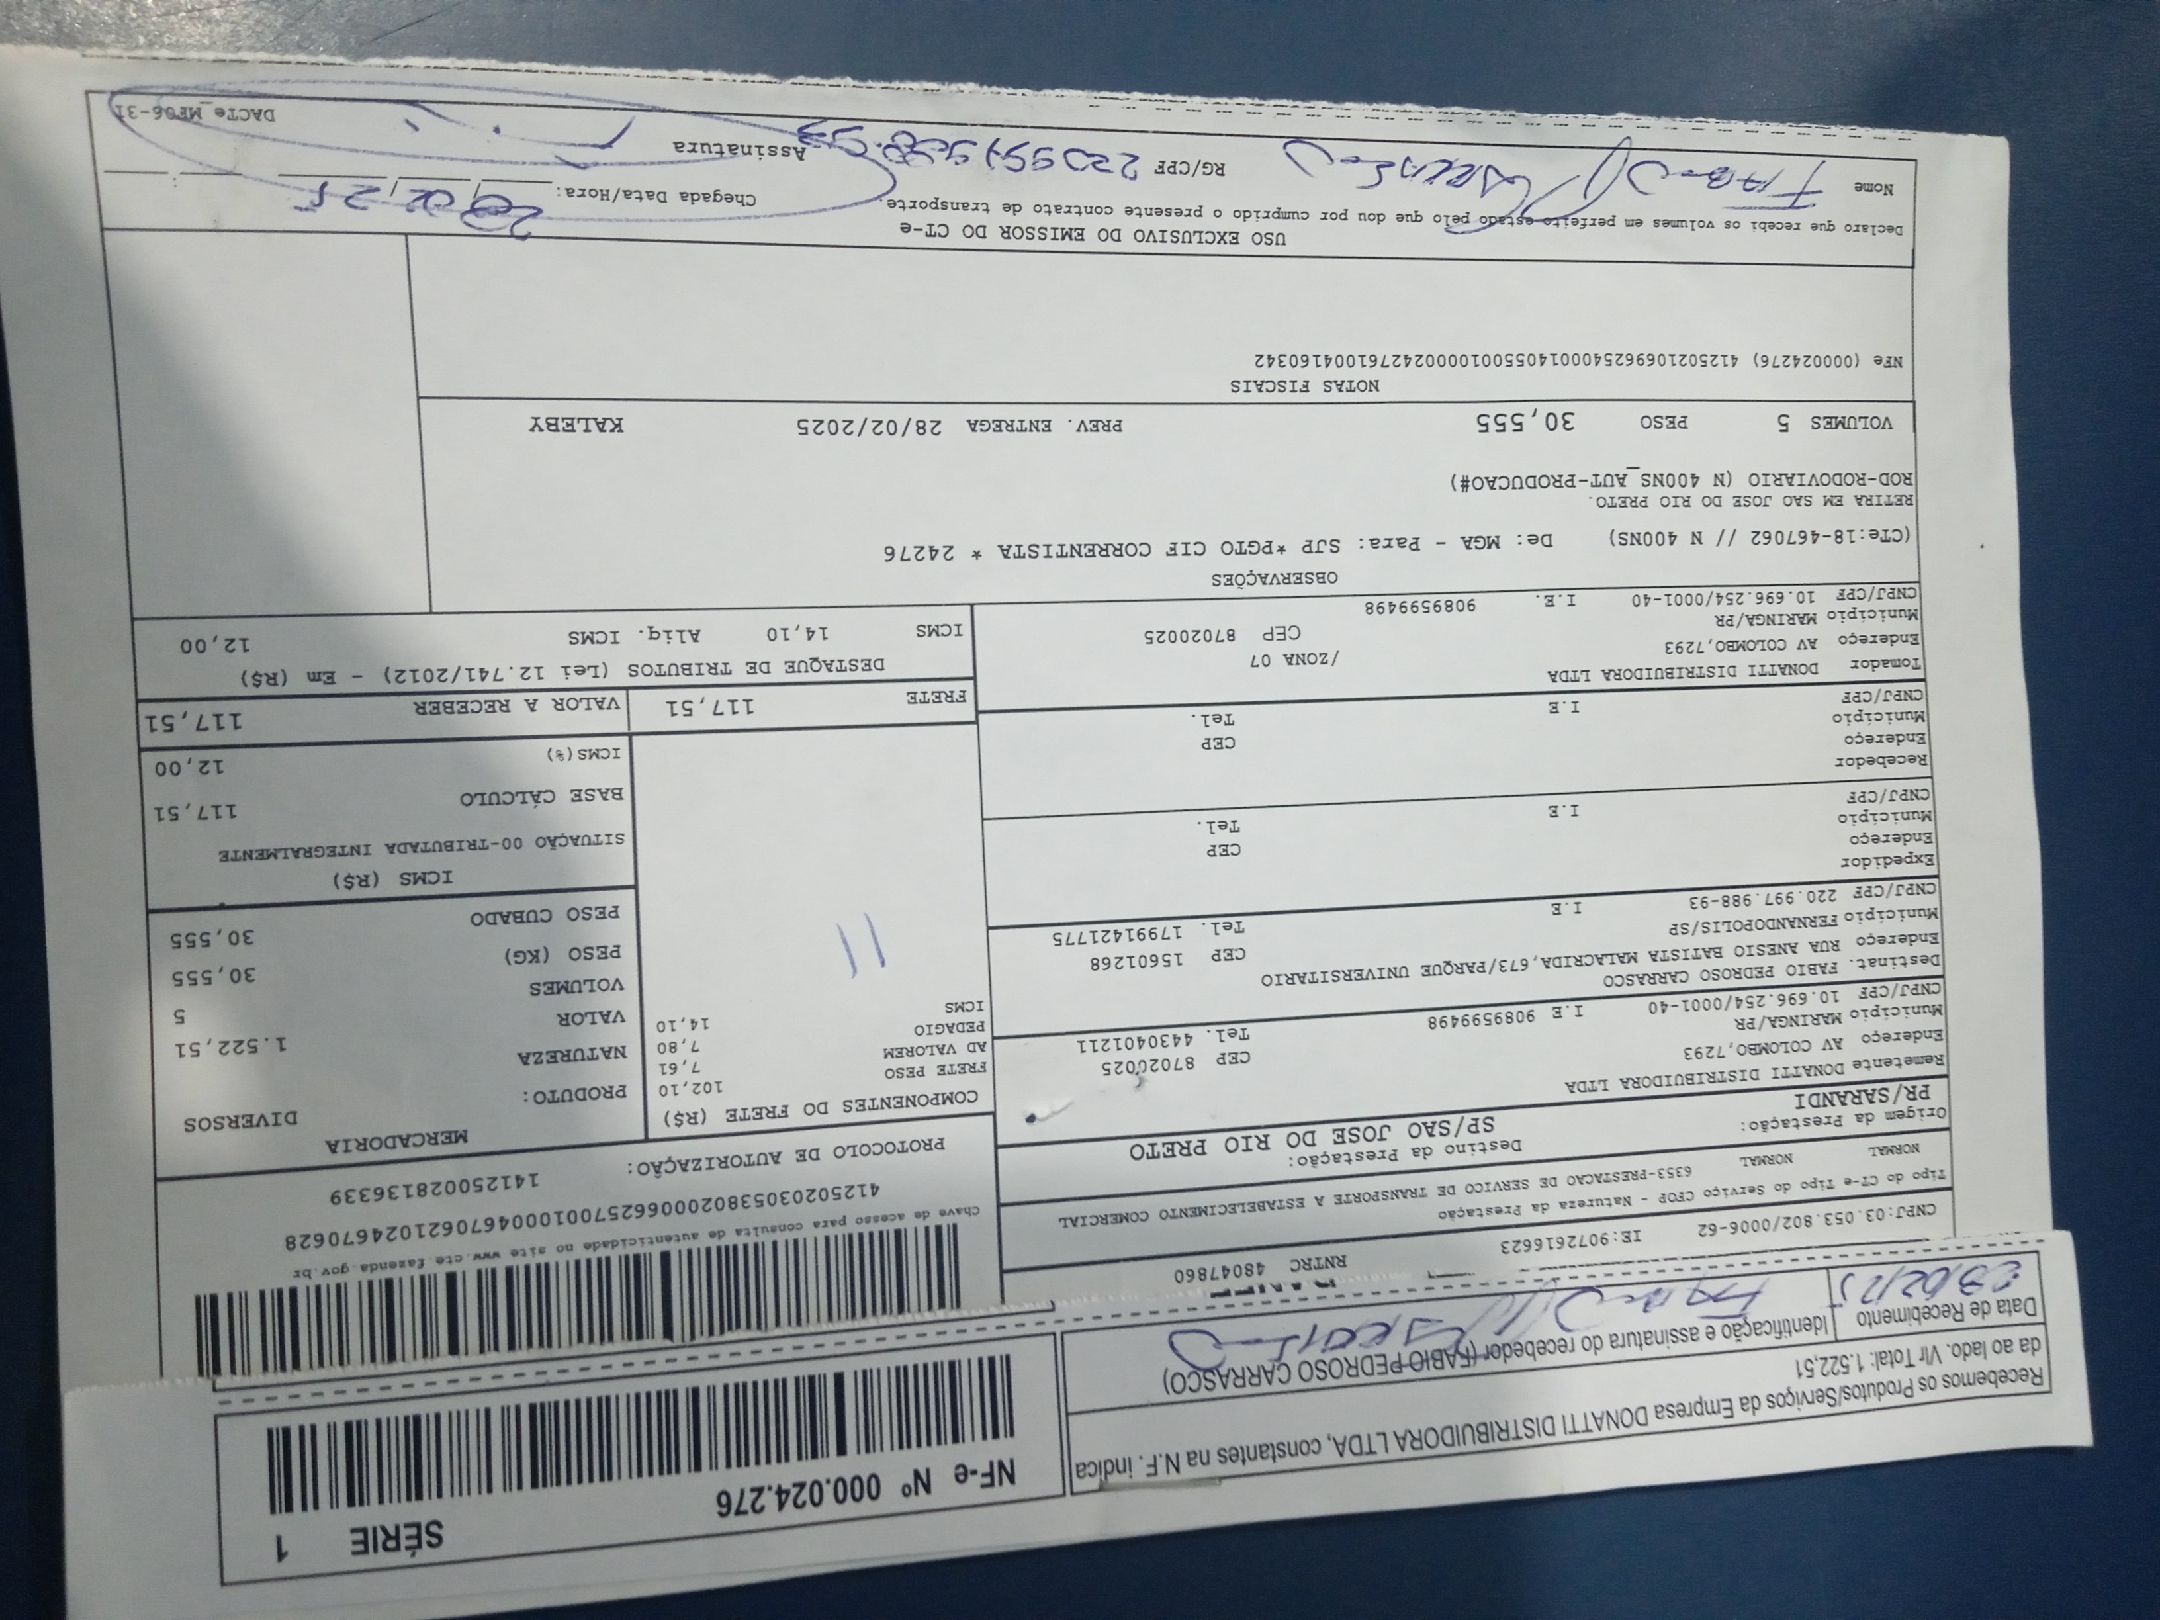 Recebemos os Produtos/Serviços da Empresa DONATTI DISTRIBUIDORA LTDA, constantes na N.F. indica
da ao lado. Vlr Total: 1.522,51
Data de Recebimento
Identificação e assinatura do recebedor (FABIO PEDROSO CARRASCO)
28/02/25
NF-e Nº 000.024.276
SÉRIE 1
CNPJ:03.053.802/0006-62 IE:9072616623 RNTRC 48047860
Tipo do CT-e Tipo do Serviço CFOP - Natureza da Prestação
NORMAL NORMAL 6353-PRESTACAO DE SERVICO DE TRANSPORTE A ESTABELECIMENTO COMERCIAL
Origem da Prestação: Destino da Prestação:
PR/SARANDI SP/SAO JOSE DO RIO PRETO
Chave de acesso para consulta de autenticidade no site www.cte.fazenda.gov.br
41250203053802000662570010004670621024670628
PROTOCOLO DE AUTORIZAÇÃO: 141250028136339
Remetente DONATTI DISTRIBUIDORA LTDA
Endereço AV COLOMBO,7293 CEP 87020025
Município MARINGA/PR Tel. 4430401211
CNPJ/CPF 10.696.254/0001-40 I.E 9089599498
Destinat. FABIO PEDROSO CARRASCO
Endereço RUA ANESIO BATISTA MALACRIDA,673/PARQUE UNIVERSITARIO
Município FERNANDOPOLIS/SP CEP 15601268
CNPJ/CPF 220.997.988-93 I.E Tel. 17991421775
Expedidor
Endereço
Município CEP
CNPJ/CPF I.E Tel.
Recebedor
Endereço
Município CEP
CNPJ/CPF I.E Tel.
Tomador DONATTI DISTRIBUIDORA LTDA
Endereço AV COLOMBO,7293 /ZONA 07
Município MARINGA/PR CEP 87020025
CNPJ/CPF 10.696.254/0001-40 I.E. 9089599498
COMPONENTES DO FRETE (R$)
FRETE PESO 102,10
AD VALOREM 7,61
PEDAGIO 7,80
ICMS 14,10
11
MERCADORIA
PRODUTO: DIVERSOS
NATUREZA
VALOR 1.522,51
VOLUMES 5
PESO (KG) 30,555
PESO CUBADO 30,555
ICMS (R$)
SITUAÇÃO 00-TRIBUTADA INTEGRALMENTE
BASE CÁLCULO 117,51
ICMS(%) 12,00
FRETE 117,51 VALOR A RECEBER 117,51
DESTAQUE DE TRIBUTOS (Lei 12.741/2012) - Em (R$)
ICMS 14,10 Aliq. ICMS 12,00
OBSERVAÇÕES
(CTe:18-467062 // N 400NS) De: MGA - Para: SJP *PGTO CIF CORRENTISTA * 24276
RETIRA EM SAO JOSE DO RIO PRETO.
ROD-RODOVIARIO (N 400NS_AUT-PRODUCAO#)
VOLUMES 5 PESO 30,555 PREV. ENTREGA 28/02/2025 KALEBY
NOTAS FISCAIS
NFe (000024276) 41250210696254000140550010000242761004160342
USO EXCLUSIVO DO EMISSOR DO CT-e
Declaro que recebi os volumes em perfeito estado pelo que dou por cumprido o presente contrato de transporte.
Chegada Data/Hora: 28/02/25
Nome RG/CPF Assinatura
DACTe_MF06-31